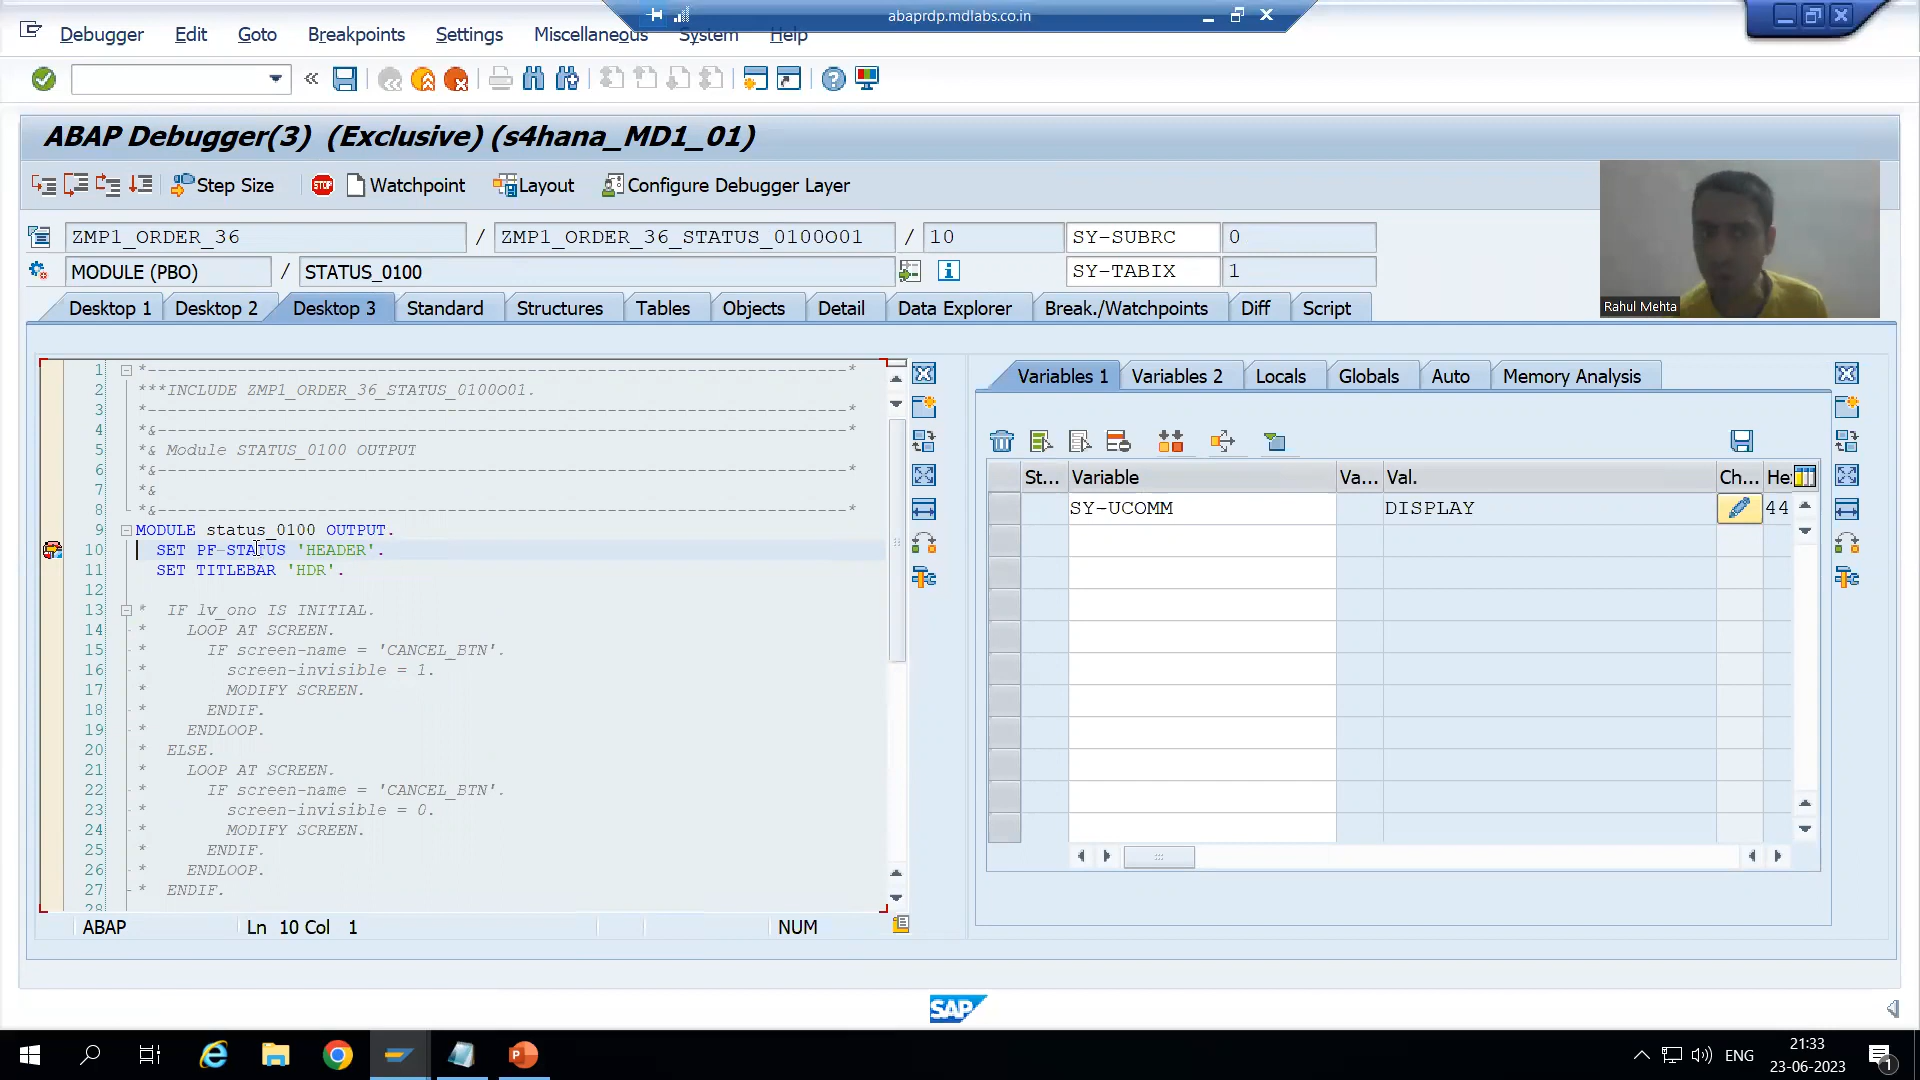 abaprdp.mdlabs.co.in
Debugger Edit Goto Breakpoints Settings Miscellaneous System Help
ABAP Debugger(3) (Exclusive) (s4hana_MD1_01)
Step Size STOP Watchpoint Layout Configure Debugger Layer
ZMP1_ORDER_36 / ZMP1_ORDER_36_STATUS_0100O01 / 10 SY-SUBRC 0
MODULE (PBO) / STATUS_0100 SY-TABIX 1
Rahul Mehta
Desktop 1 Desktop 2 Desktop 3 Standard Structures Tables Objects Detail Data Explorer Break./Watchpoints Diff Script
Variables 1 Variables 2 Locals Globals Auto Memory Analysis
St... Variable Va... Val. Ch... Hex
SY-UCOMM DISPLAY 44
1 *----------------------------------------------------------------------*
2 ***INCLUDE ZMP1_ORDER_36_STATUS_0100O01.
3 *----------------------------------------------------------------------*
4 *&---------------------------------------------------------------------*
5 *& Module STATUS_0100 OUTPUT
6 *&---------------------------------------------------------------------*
7 *&
8 *&---------------------------------------------------------------------*
9 MODULE status_0100 OUTPUT.
10 SET PF-STATUS 'HEADER'.
11 SET TITLEBAR 'HDR'.
12
13 * IF lv_ono IS INITIAL.
14 * LOOP AT SCREEN.
15 * IF screen-name = 'CANCEL_BTN'.
16 * screen-invisible = 1.
17 * MODIFY SCREEN.
18 * ENDIF.
19 * ENDLOOP.
20 * ELSE.
21 * LOOP AT SCREEN.
22 * IF screen-name = 'CANCEL_BTN'.
23 * screen-invisible = 0.
24 * MODIFY SCREEN.
25 * ENDIF.
26 * ENDLOOP.
27 * ENDIF.
28
ABAP Ln 10 Col 1 NUM
SAP
ENG
21:33
23-06-2023
1